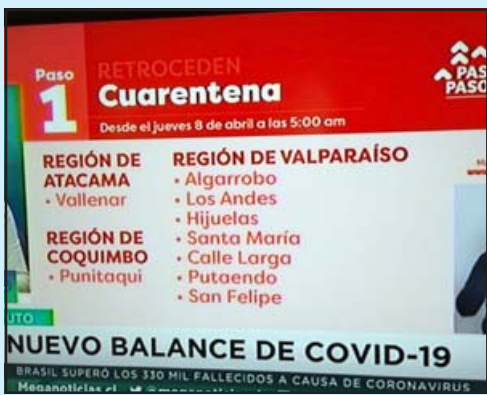 Paso
1
RETROCEDEN
Cuarentena
Desde el jueves 8 de abril a las 5:00 am
PAS
PASO
REGIÓN DE
ATACAMA
• Vallenar
REGIÓN DE
COQUIMBO
• Punitaqui
REGIÓN DE VALPARAÍSO
• Algarrobo
• Los Andes
• Hijuelas
• Santa María
• Calle Larga
• Putaendo
• San Felipe
UTO
NUEVO BALANCE DE COVID-19
BRASIL SUPERÓ LOS 330 MIL FALLECIDOS A CAUSA DE CORONAVIRUS
Meganoticias.cl